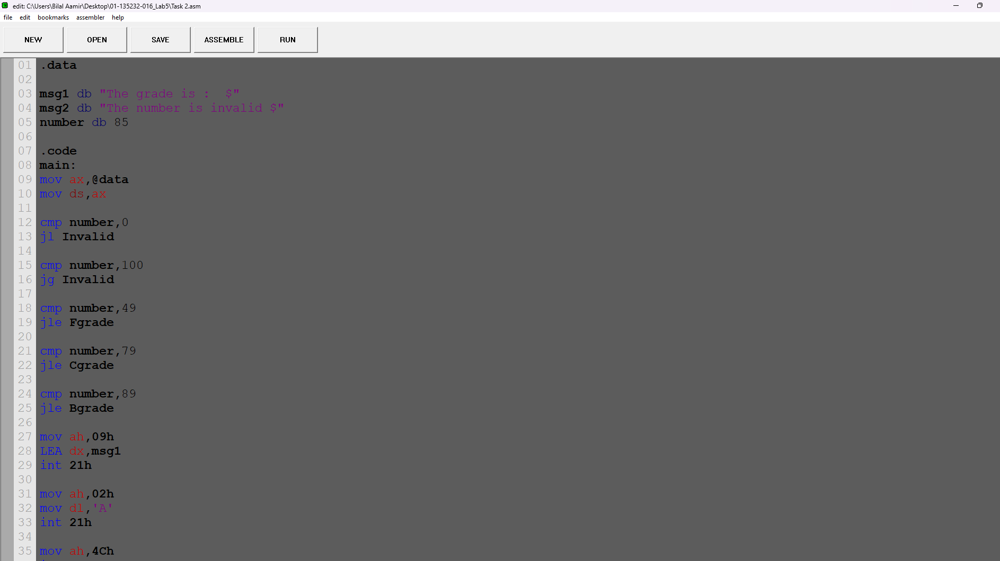 edit: C:\Users\Bilal Aamir\Desktop\01-135232-016_Lab5\Task 2.asm
file edit bookmarks assembler help
NEW OPEN SAVE ASSEMBLE RUN
01 .data
02
03 msg1 db "The grade is :  $"
04 msg2 db "The number is invalid $"
05 number db 85
06
07 .code
08 main:
09 mov ax,@data
10 mov ds,ax
11
12 cmp number,0
13 jl Invalid
14
15 cmp number,100
16 jg Invalid
17
18 cmp number,49
19 jle Fgrade
20
21 cmp number,79
22 jle Cgrade
23
24 cmp number,89
25 jle Bgrade
26
27 mov ah,09h
28 LEA dx,msg1
29 int 21h
30
31 mov ah,02h
32 mov dl,'A'
33 int 21h
34
35 mov ah,4Ch